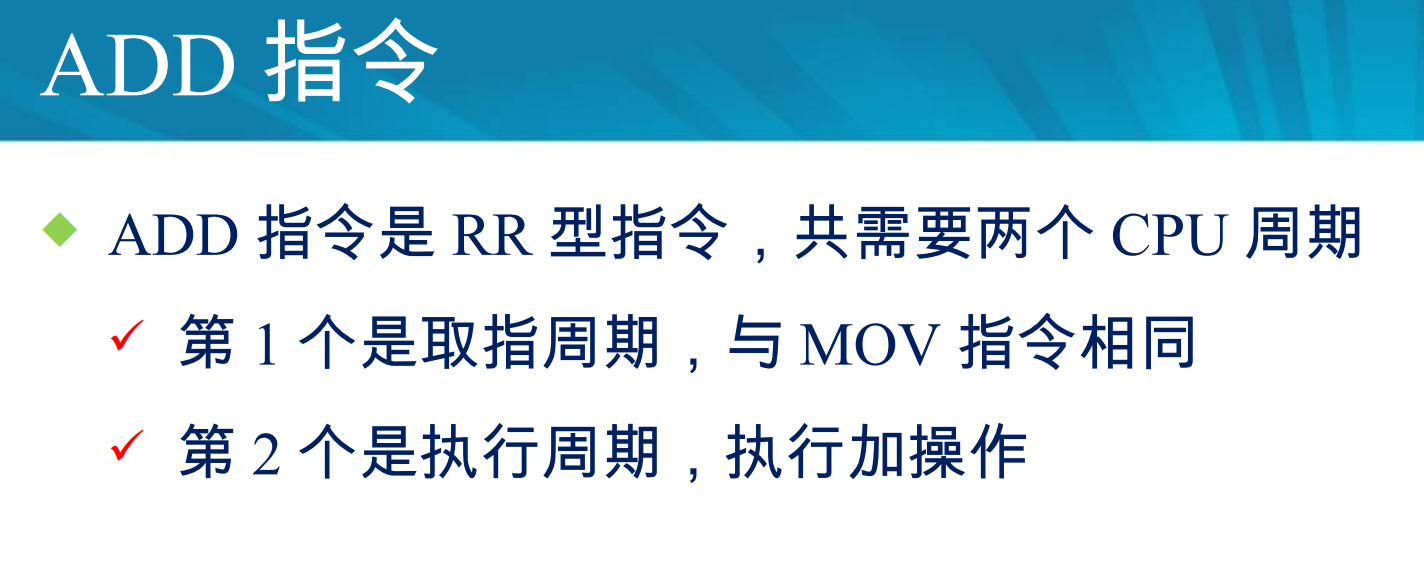 ADD 指令
ADD 指令是 RR 型指令，共需要两个 CPU 周期
第 1 个是取指周期，与 MOV 指令相同
第 2 个是执行周期，执行加操作